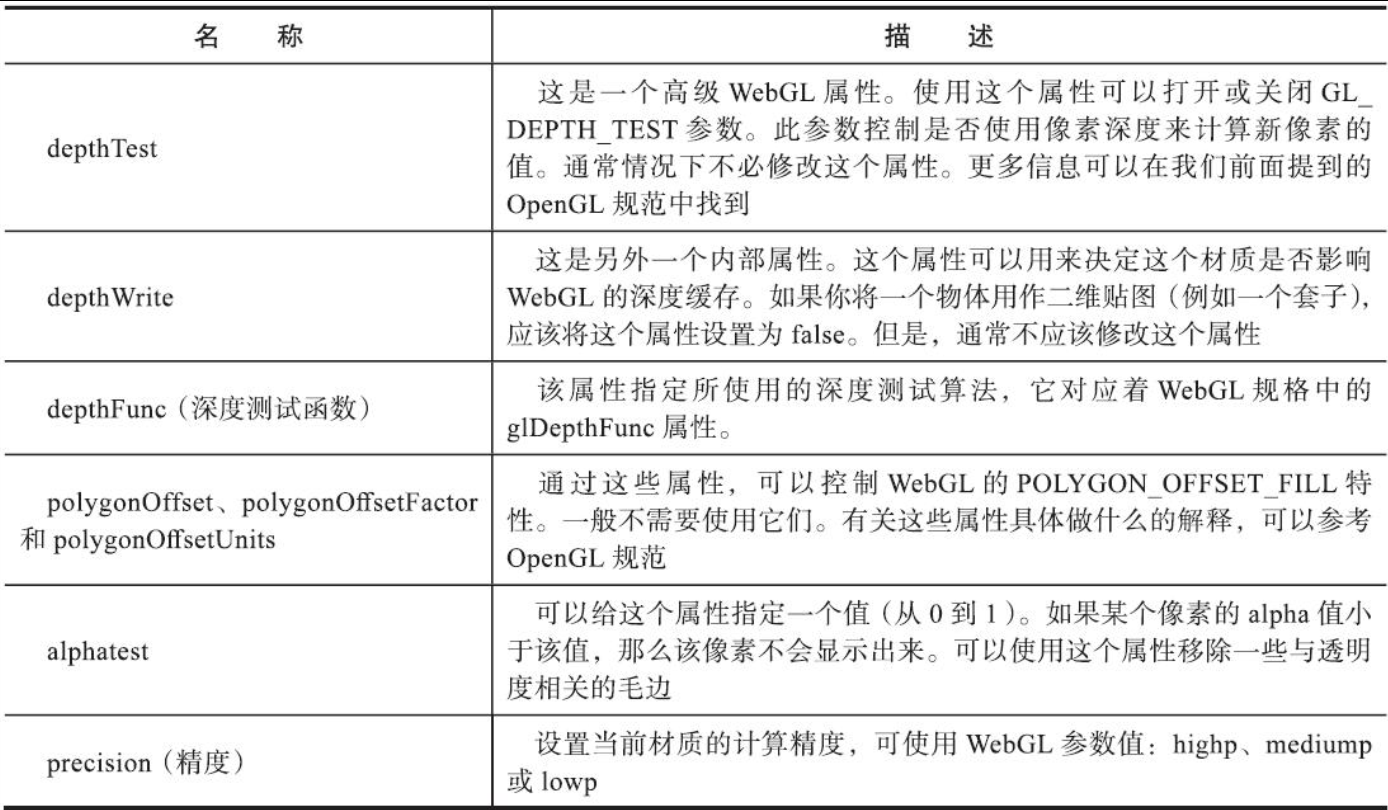 名 称
描 述
depthTest
这是一个高级 WebGL 属性。使用这个属性可以打开或关闭 GL_
DEPTH_TEST 参数。此参数控制是否使用像素深度来计算新像素的
值。通常情况下不必修改这个属性。更多信息可以在我们前面提到的
OpenGL 规范中找到
depthWrite
这是另外一个内部属性。这个属性可以用来决定这个材质是否影响
WebGL 的深度缓存。如果你将一个物体用作二维贴图（例如一个套子），
应该将这个属性设置为 false。但是，通常不应该修改这个属性
depthFunc（深度测试函数）
该属性指定所使用的深度测试算法，它对应着 WebGL 规格中的
glDepthFunc 属性。
polygonOffset、polygonOffsetFactor
和 polygonOffsetUnits
通过这些属性，可以控制 WebGL 的 POLYGON_OFFSET_FILL 特
性。一般不需要使用它们。有关这些属性具体做什么的解释，可以参考
OpenGL 规范
alphatest
可以给这个属性指定一个值（从 0 到 1）。如果某个像素的 alpha 值小
于该值，那么该像素不会显示出来。可以使用这个属性移除一些与透明
度相关的毛边
precision（精度）
设置当前材质的计算精度，可使用 WebGL 参数值：highp、mediump
或 lowp